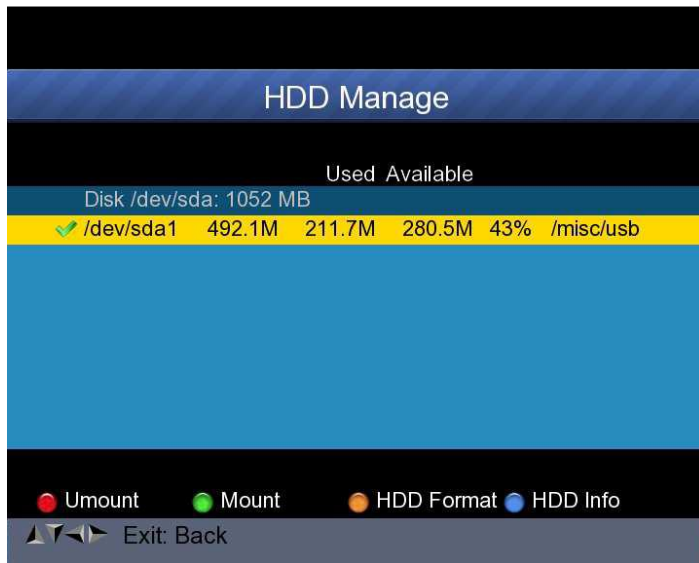 HDD Manage
Used Available
Disk /dev/sda: 1052 MB
/dev/sda1 492.1M 211.7M 280.5M 43% /misc/usb
Umount Mount HDD Format HDD Info
Exit: Back